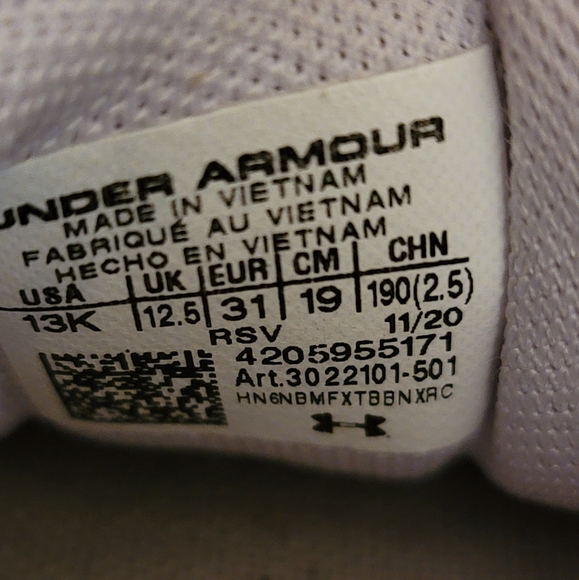 UNDER ARMOUR
MADE IN VIETNAM
FABRIQUÉ AU VIETNAM
HECHO EN VIETNAM
USA UK EUR CM CHN
13K 12.5 31 19 190(2.5)
RSV 11/20
4205955171
Art.3022101-501
HN6NBMFXTBBNXRC